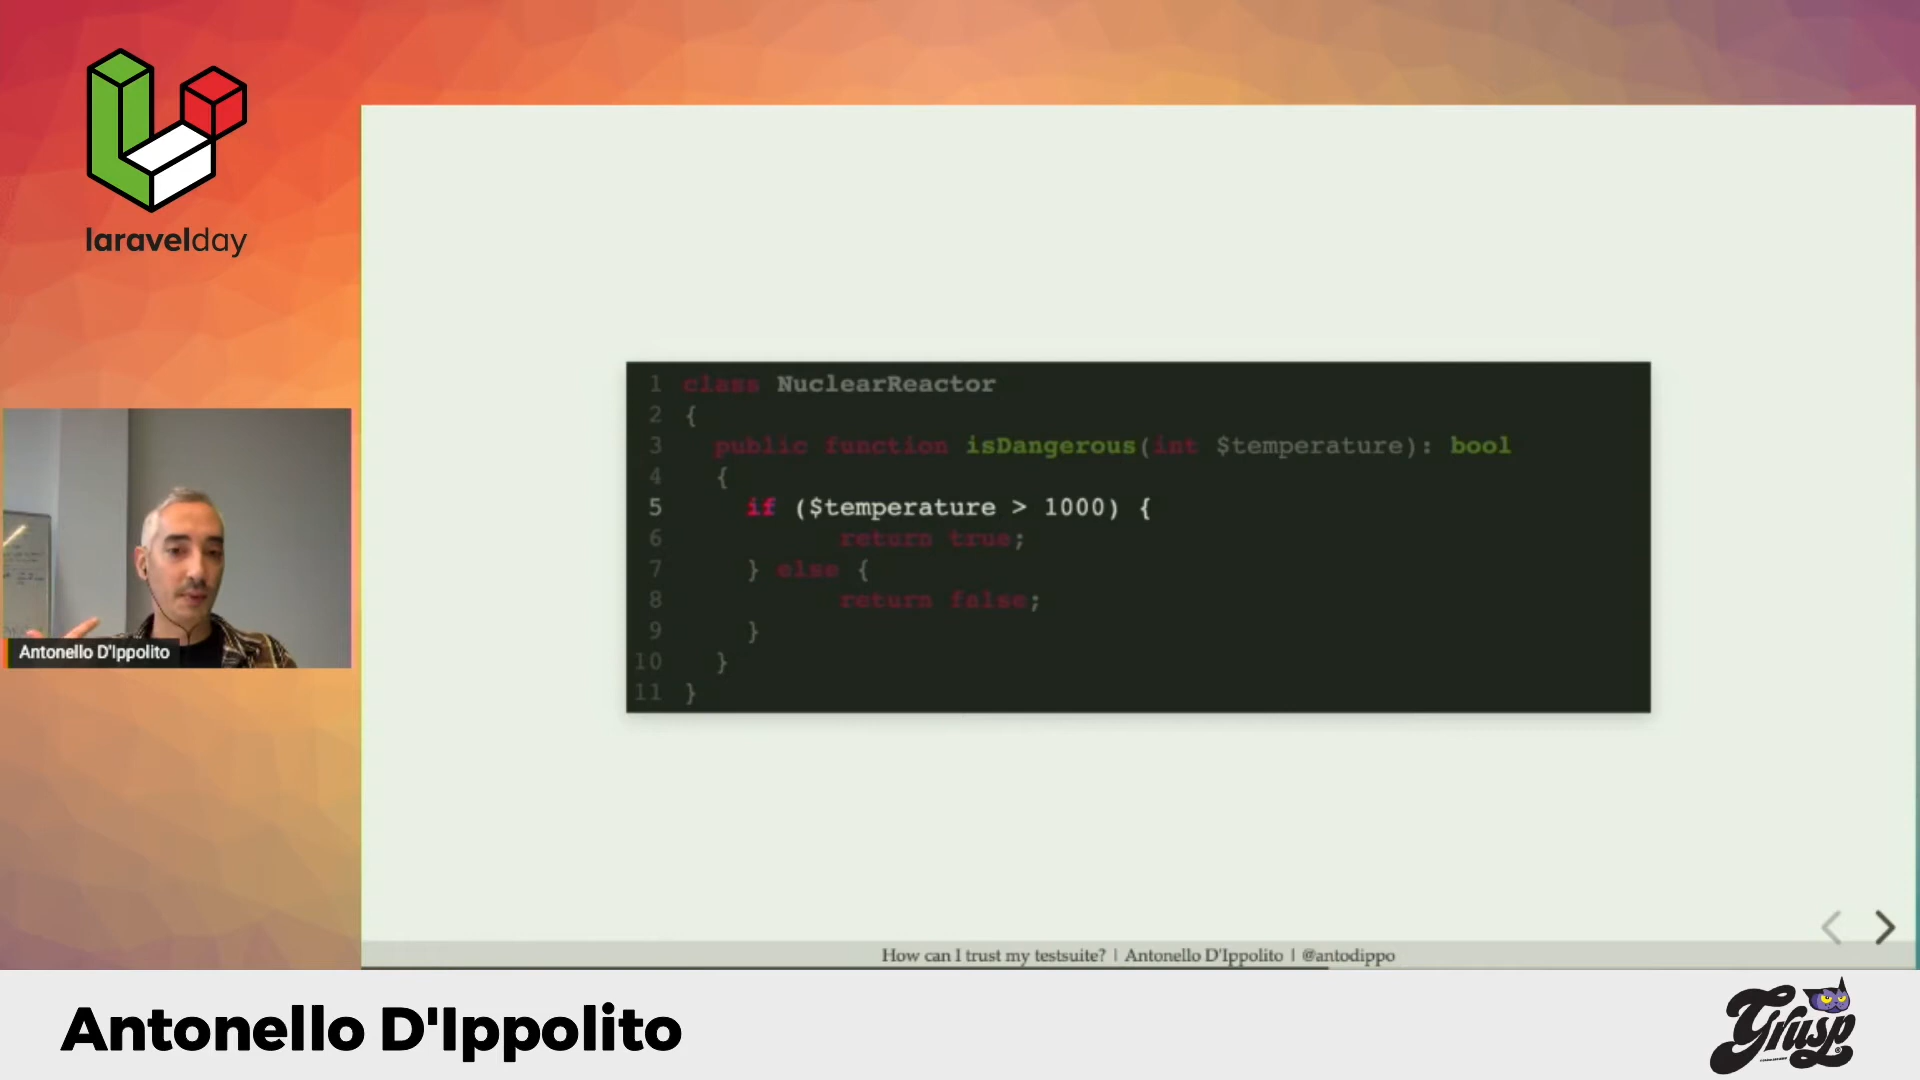 laravelday
1 class NuclearReactor
2 {
3 public function isDangerous(int $temperature): bool
4 {
5 if ($temperature > 1000) {
6 return true;
7 } else {
8 return false;
9 }
10 }
11 }
Antonello D'Ippolito
How can I trust my testsuite? | Antonello D'Ippolito | @antodippo
Antonello D'Ippolito
Grusp